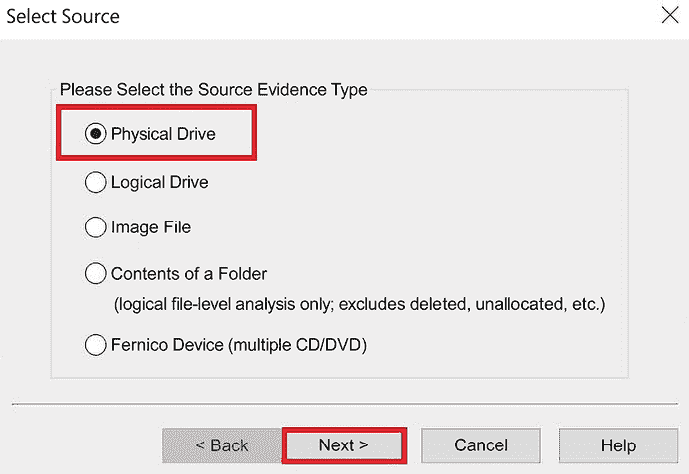 Select Source
Please Select the Source Evidence Type
Physical Drive
Logical Drive
Image File
Contents of a Folder
(logical file-level analysis only; excludes deleted, unallocated, etc.)
Fernico Device (multiple CD/DVD)
< Back
Next >
Cancel
Help